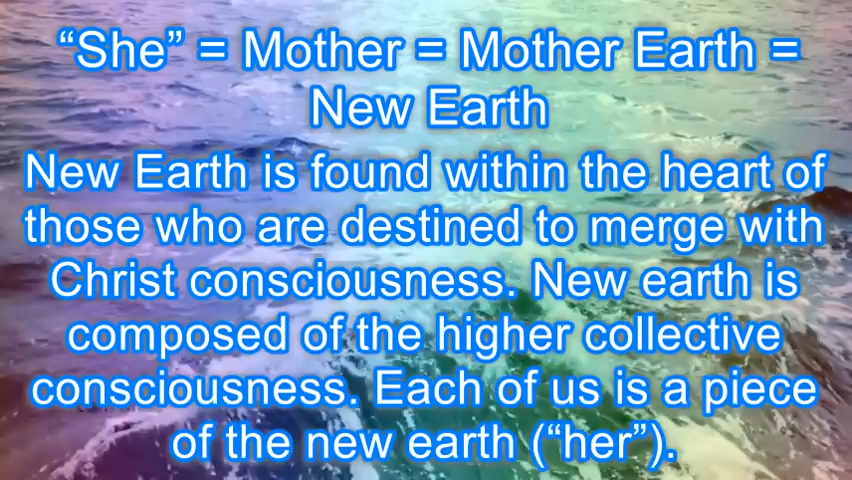 “She” = Mother = Mother Earth =
New Earth
New Earth is found within the heart of
those who are destined to merge with
Christ consciousness. New earth is
composed of the higher collective
consciousness. Each of us is a piece
of the new earth (“her”).